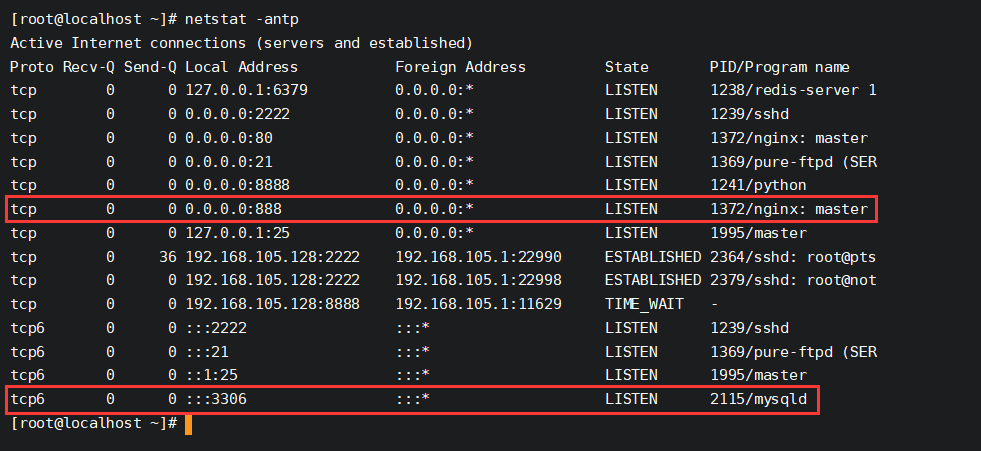 [root@localhost ~]# netstat -antp
Active Internet connections (servers and established)
Proto Recv-Q Send-Q Local Address           Foreign Address         State       PID/Program name
tcp        0      0 127.0.0.1:6379          0.0.0.0:*               LISTEN      1238/redis-server 1
tcp        0      0 0.0.0.0:2222            0.0.0.0:*               LISTEN      1239/sshd
tcp        0      0 0.0.0.0:80              0.0.0.0:*               LISTEN      1372/nginx: master
tcp        0      0 0.0.0.0:21              0.0.0.0:*               LISTEN      1369/pure-ftpd (SER
tcp        0      0 0.0.0.0:8888            0.0.0.0:*               LISTEN      1241/python
tcp        0      0 0.0.0.0:888             0.0.0.0:*               LISTEN      1372/nginx: master
tcp        0      0 127.0.0.1:25            0.0.0.0:*               LISTEN      1995/master
tcp        0     36 192.168.105.128:2222    192.168.105.1:22990     ESTABLISHED 2364/sshd: root@pts
tcp        0      0 192.168.105.128:2222    192.168.105.1:22998     ESTABLISHED 2379/sshd: root@not
tcp        0      0 192.168.105.128:8888    192.168.105.1:11629     TIME_WAIT   -
tcp6       0      0 :::2222                 :::*                    LISTEN      1239/sshd
tcp6       0      0 :::21                   :::*                    LISTEN      1369/pure-ftpd (SER
tcp6       0      0 ::1:25                  :::*                    LISTEN      1995/master
tcp6       0      0 :::3306                 :::*                    LISTEN      2115/mysqld
[root@localhost ~]#